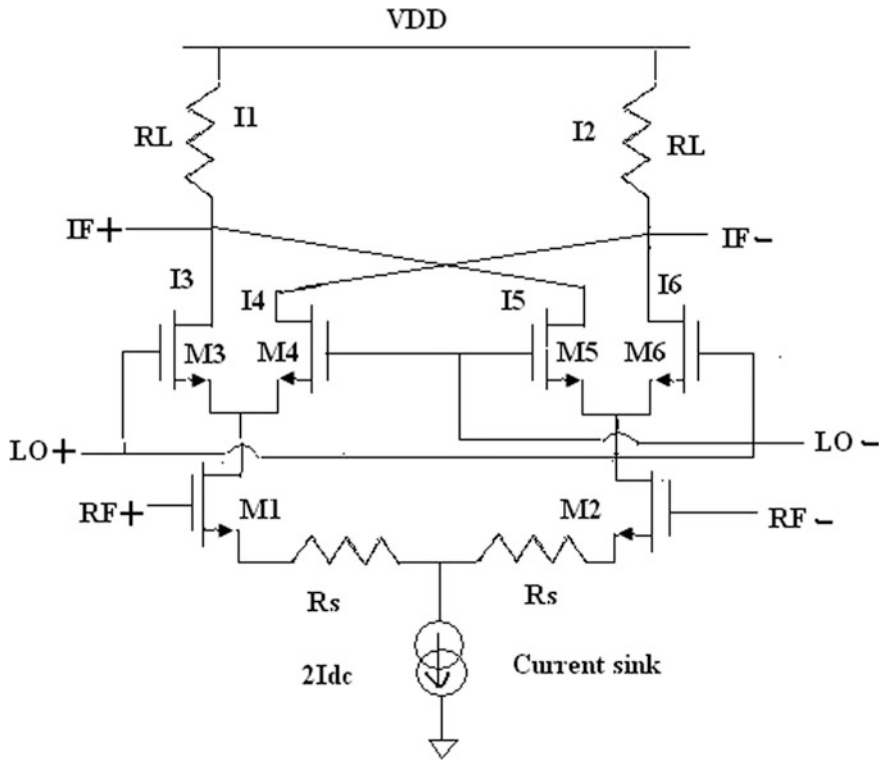 VDD
I1
RL
I2
RL
IF+
IF-
I3
I4
I5
I6
M3
M4
M5
M6
LO+
LO-
RF+
M1
M2
RF-
Rs
Rs
2Idc
Current sink